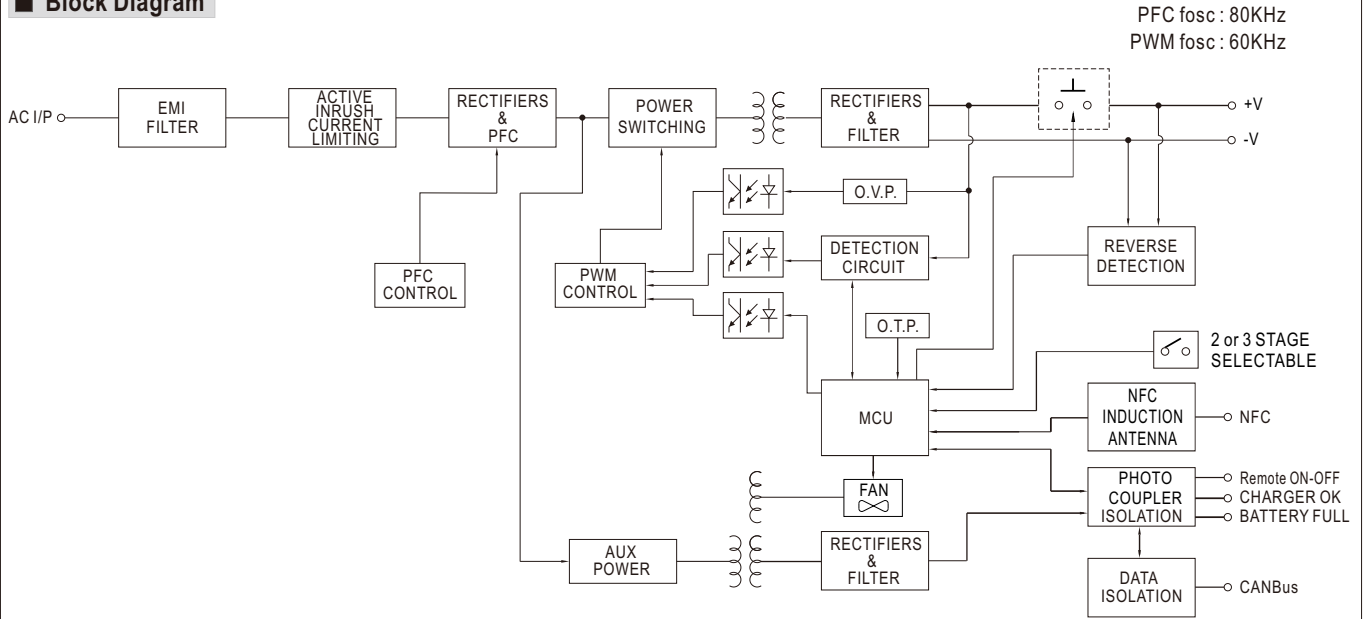 ■ Block Diagram
PFC fosc : 80KHz
PWM fosc : 60KHz
AC I/P
EMI
FILTER
ACTIVE
INRUSH
CURRENT
LIMITING
RECTIFIERS
&
PFC
POWER
SWITCHING
RECTIFIERS
&
FILTER
+V
-V
O.V.P.
PFC
CONTROL
PWM
CONTROL
DETECTION
CIRCUIT
REVERSE
DETECTION
O.T.P.
2 or 3 STAGE
SELECTABLE
MCU
NFC
INDUCTION
ANTENNA
NFC
FAN
PHOTO
COUPLER
ISOLATION
Remote ON-OFF
CHARGER OK
BATTERY FULL
AUX
POWER
RECTIFIERS
&
FILTER
DATA
ISOLATION
CANBus